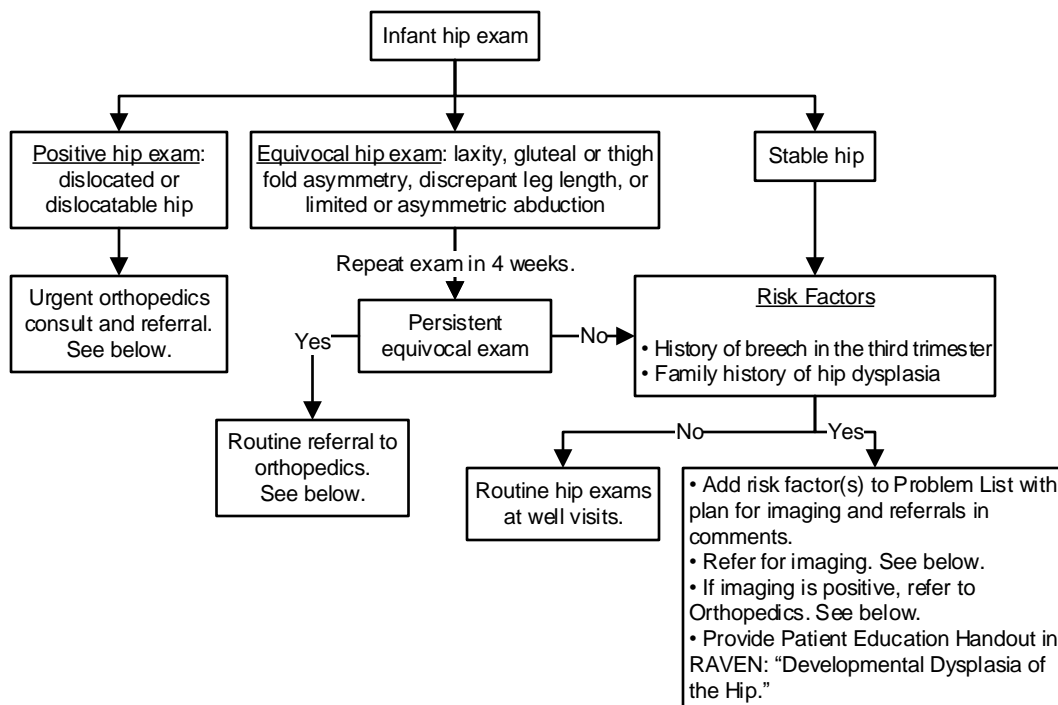 Infant hip exam
Positive hip exam:
dislocated or
dislocatable hip
Equivocal hip exam: laxity, gluteal or thigh
fold asymmetry, discrepant leg length, or
limited or asymmetric abduction
Stable hip
Repeat exam in 4 weeks.
Urgent orthopedics
consult and referral.
See below.
Persistent
equivocal exam
Yes
No
Risk Factors
• History of breech in the third trimester
• Family history of hip dysplasia
Routine referral to
orthopedics.
See below.
No
Yes
Routine hip exams
at well visits.
• Add risk factor(s) to Problem List with
plan for imaging and referrals in
comments.
• Refer for imaging. See below.
• If imaging is positive, refer to
Orthopedics. See below.
• Provide Patient Education Handout in
RAVEN: “Developmental Dysplasia of
the Hip.”